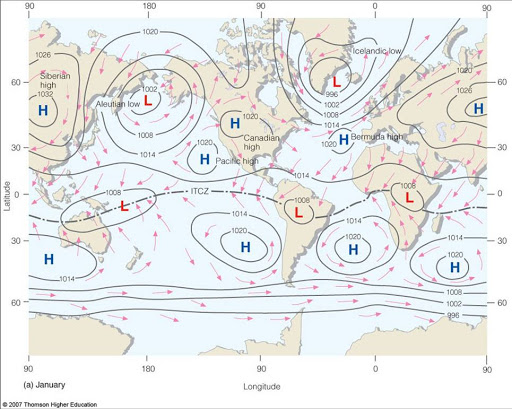 90 180 90 0 90
1020
1026
1020
Icelandic low
1020
60 Siberian high 1032 H
1002 L
Aleutian low
1008
1014
L
996
1002
1008
1014
60
1026 H
1020 H
Canadian high
H
Pacific high
H
1020
Bermuda high
30
30
1014
1008 L
ITCZ
1008 L
1008 L
Latitude
0
0
1014
1020 H
1014
1020 H
1014
1020
H
H
1014
30
30
1008
1002
996
60
60
90 180 90 0 90
(a) January
Longitude
© 2007 Thomson Higher Education